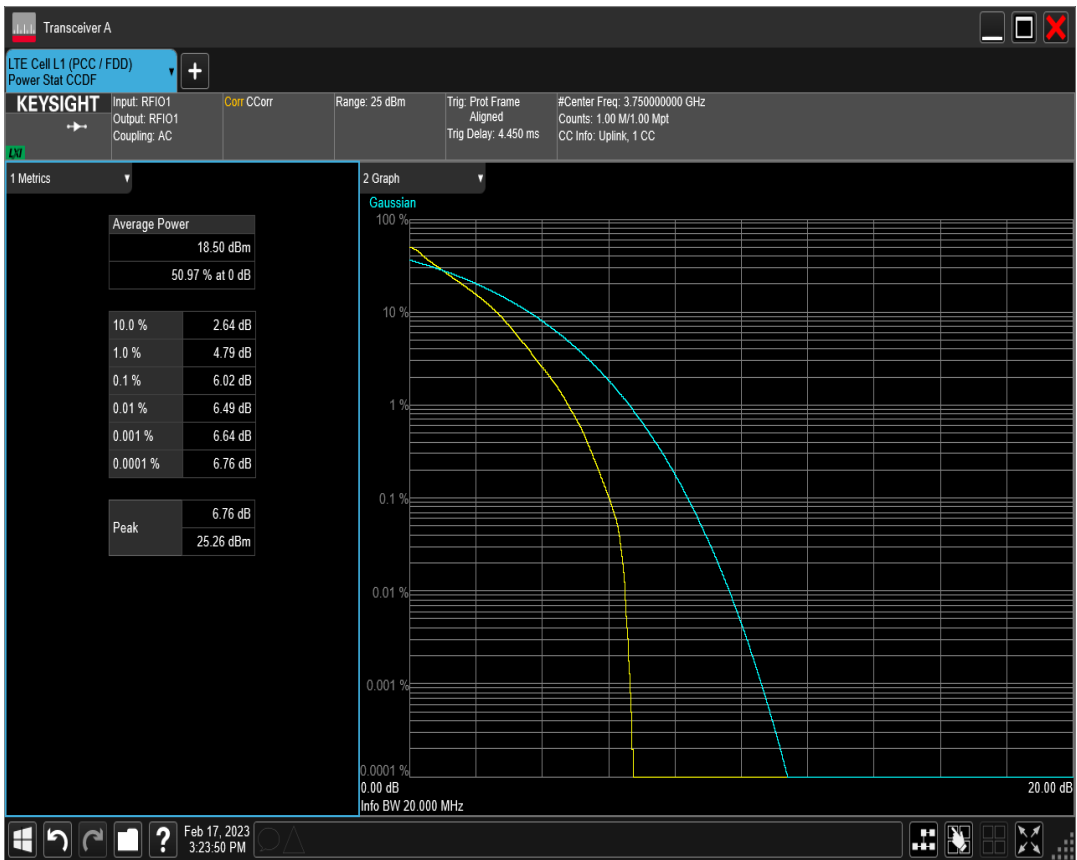 Transceiver A
LTE Cell L1 (PCC / FDD)
Power Stat CCDF
+
KEYSIGHT
LXI
Input: RFIO1
Output: RFIO1
Coupling: AC
Corr CCorr
Range: 25 dBm
Trig: Prot Frame
Aligned
Trig Delay: 4.450 ms
#Center Freq: 3.750000000 GHz
Counts: 1.00 M/1.00 Mpt
CC Info: Uplink, 1 CC
1 Metrics
Average Power
18.50 dBm
50.97 % at 0 dB
10.0 % 2.64 dB
1.0 % 4.79 dB
0.1 % 6.02 dB
0.01 % 6.49 dB
0.001 % 6.64 dB
0.0001 % 6.76 dB
Peak
6.76 dB
25.26 dBm
2 Graph
Gaussian
100 %
10 %
1 %
0.1 %
0.01 %
0.001 %
0.0001 %
0.00 dB 20.00 dB
Info BW 20.000 MHz
?
Feb 17, 2023
3:23:50 PM